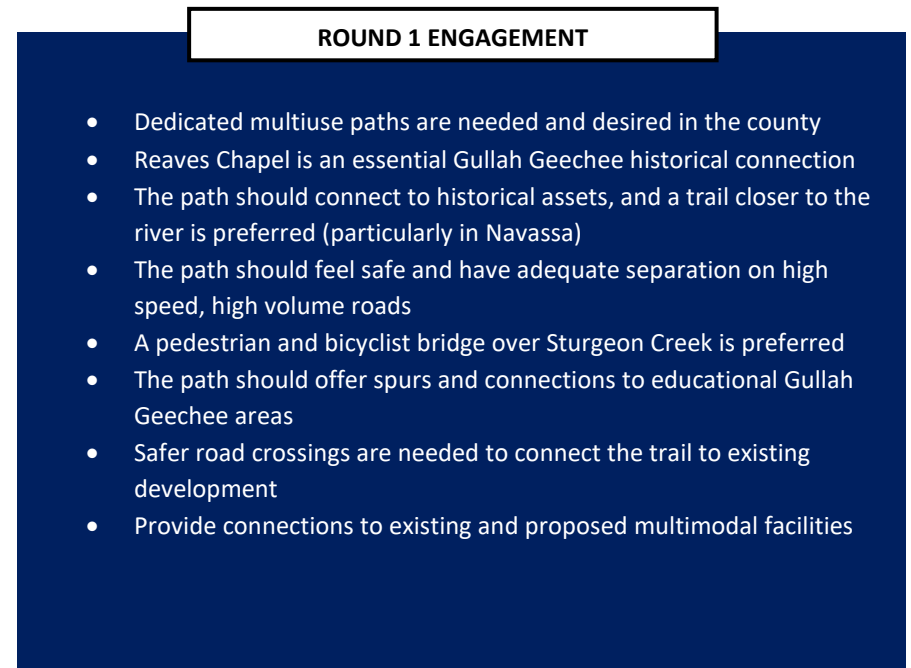 ROUND 1 ENGAGEMENT
• Dedicated multiuse paths are needed and desired in the county
• Reaves Chapel is an essential Gullah Geechee historical connection
• The path should connect to historical assets, and a trail closer to the
river is preferred (particularly in Navassa)
• The path should feel safe and have adequate separation on high
speed, high volume roads
• A pedestrian and bicyclist bridge over Sturgeon Creek is preferred
• The path should offer spurs and connections to educational Gullah
Geechee areas
• Safer road crossings are needed to connect the trail to existing
development
• Provide connections to existing and proposed multimodal facilities